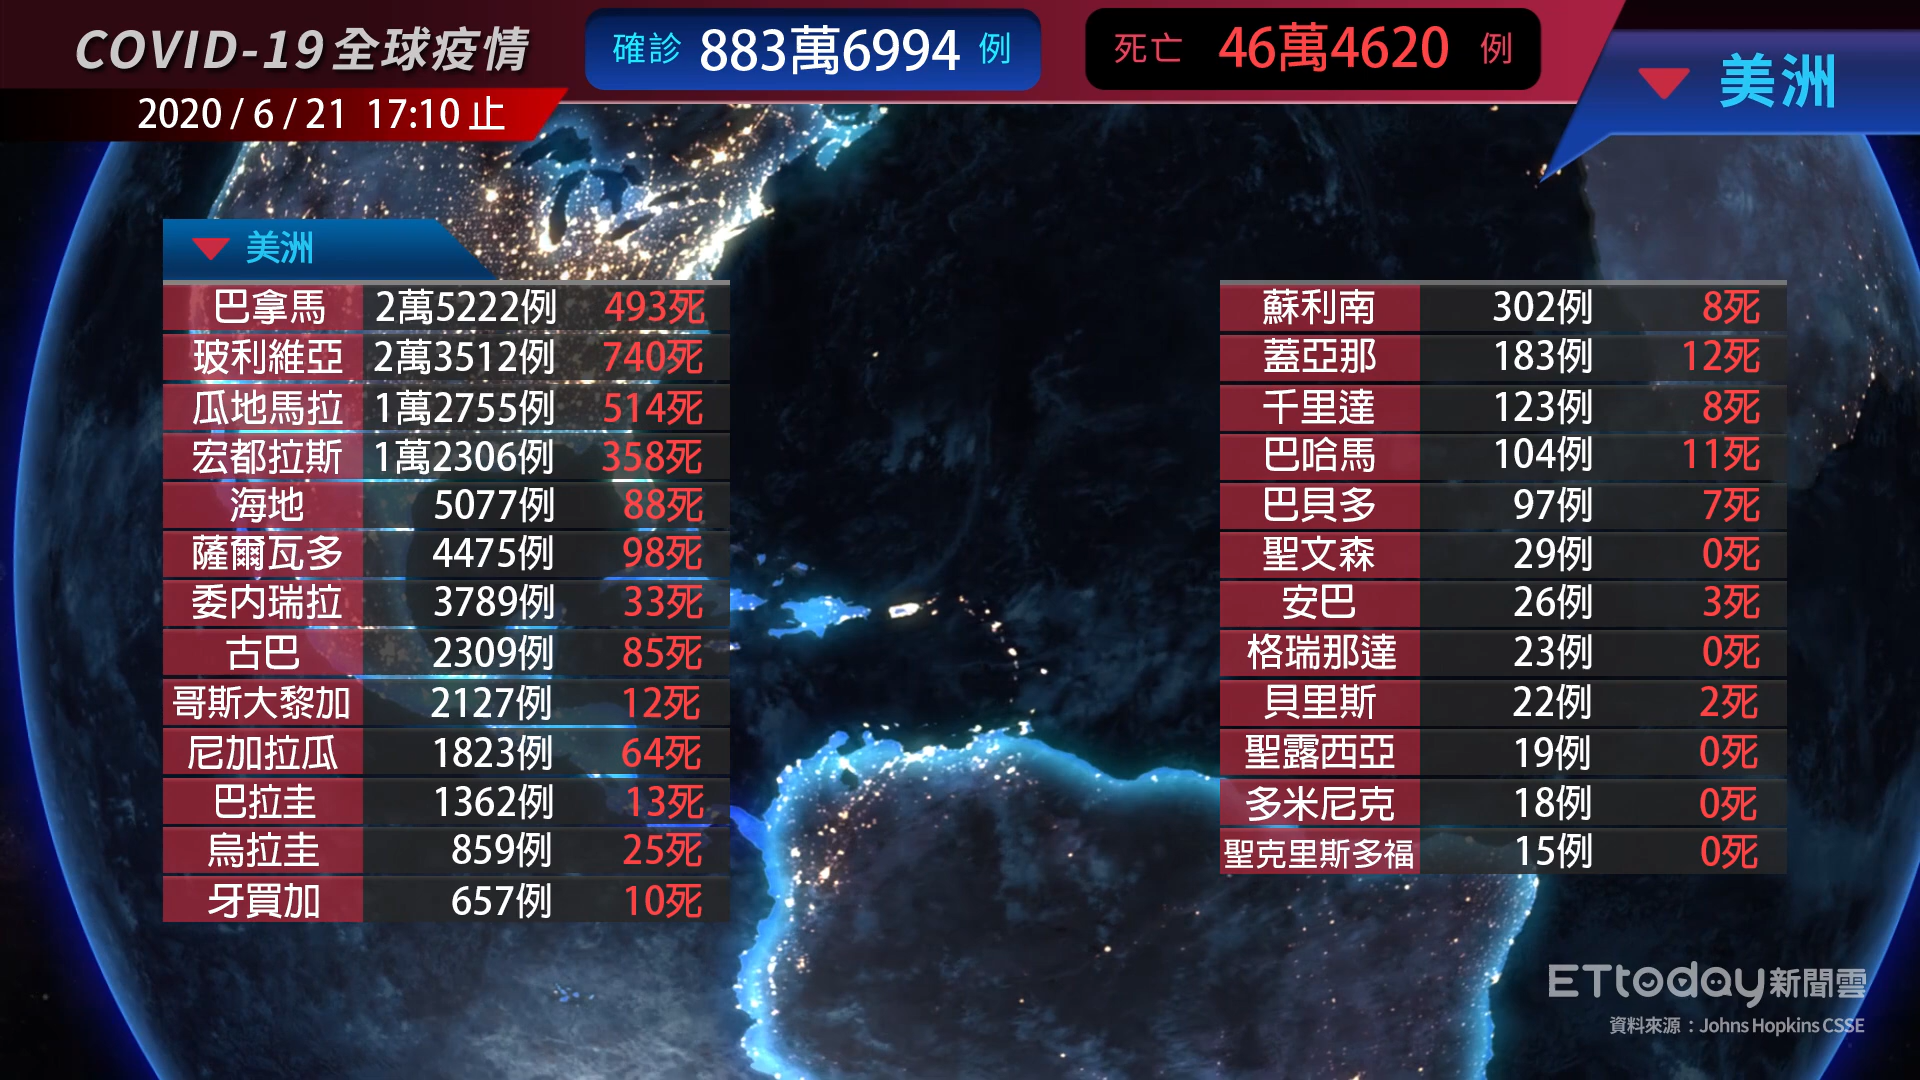 COVID-19全球疫情
確診 883萬6994 例
死亡 46萬4620 例
美洲
2020 / 6 / 21 17:10 止
美洲
巴拿馬 2萬5222例 493死
玻利維亞 2萬3512例 740死
瓜地馬拉 1萬2755例 514死
宏都拉斯 1萬2306例 358死
海地 5077例 88死
薩爾瓦多 4475例 98死
委內瑞拉 3789例 33死
古巴 2309例 85死
哥斯大黎加 2127例 12死
尼加拉瓜 1823例 64死
巴拉圭 1362例 13死
烏拉圭 859例 25死
牙買加 657例 10死
蘇利南 302例 8死
蓋亞那 183例 12死
千里達 123例 8死
巴哈馬 104例 11死
巴貝多 97例 7死
聖文森 29例 0死
安巴 26例 3死
格瑞那達 23例 0死
貝里斯 22例 2死
聖露西亞 19例 0死
多米尼克 18例 0死
聖克里斯多福 15例 0死
ETtoday新聞雲
資料來源：Johns Hopkins CSSE